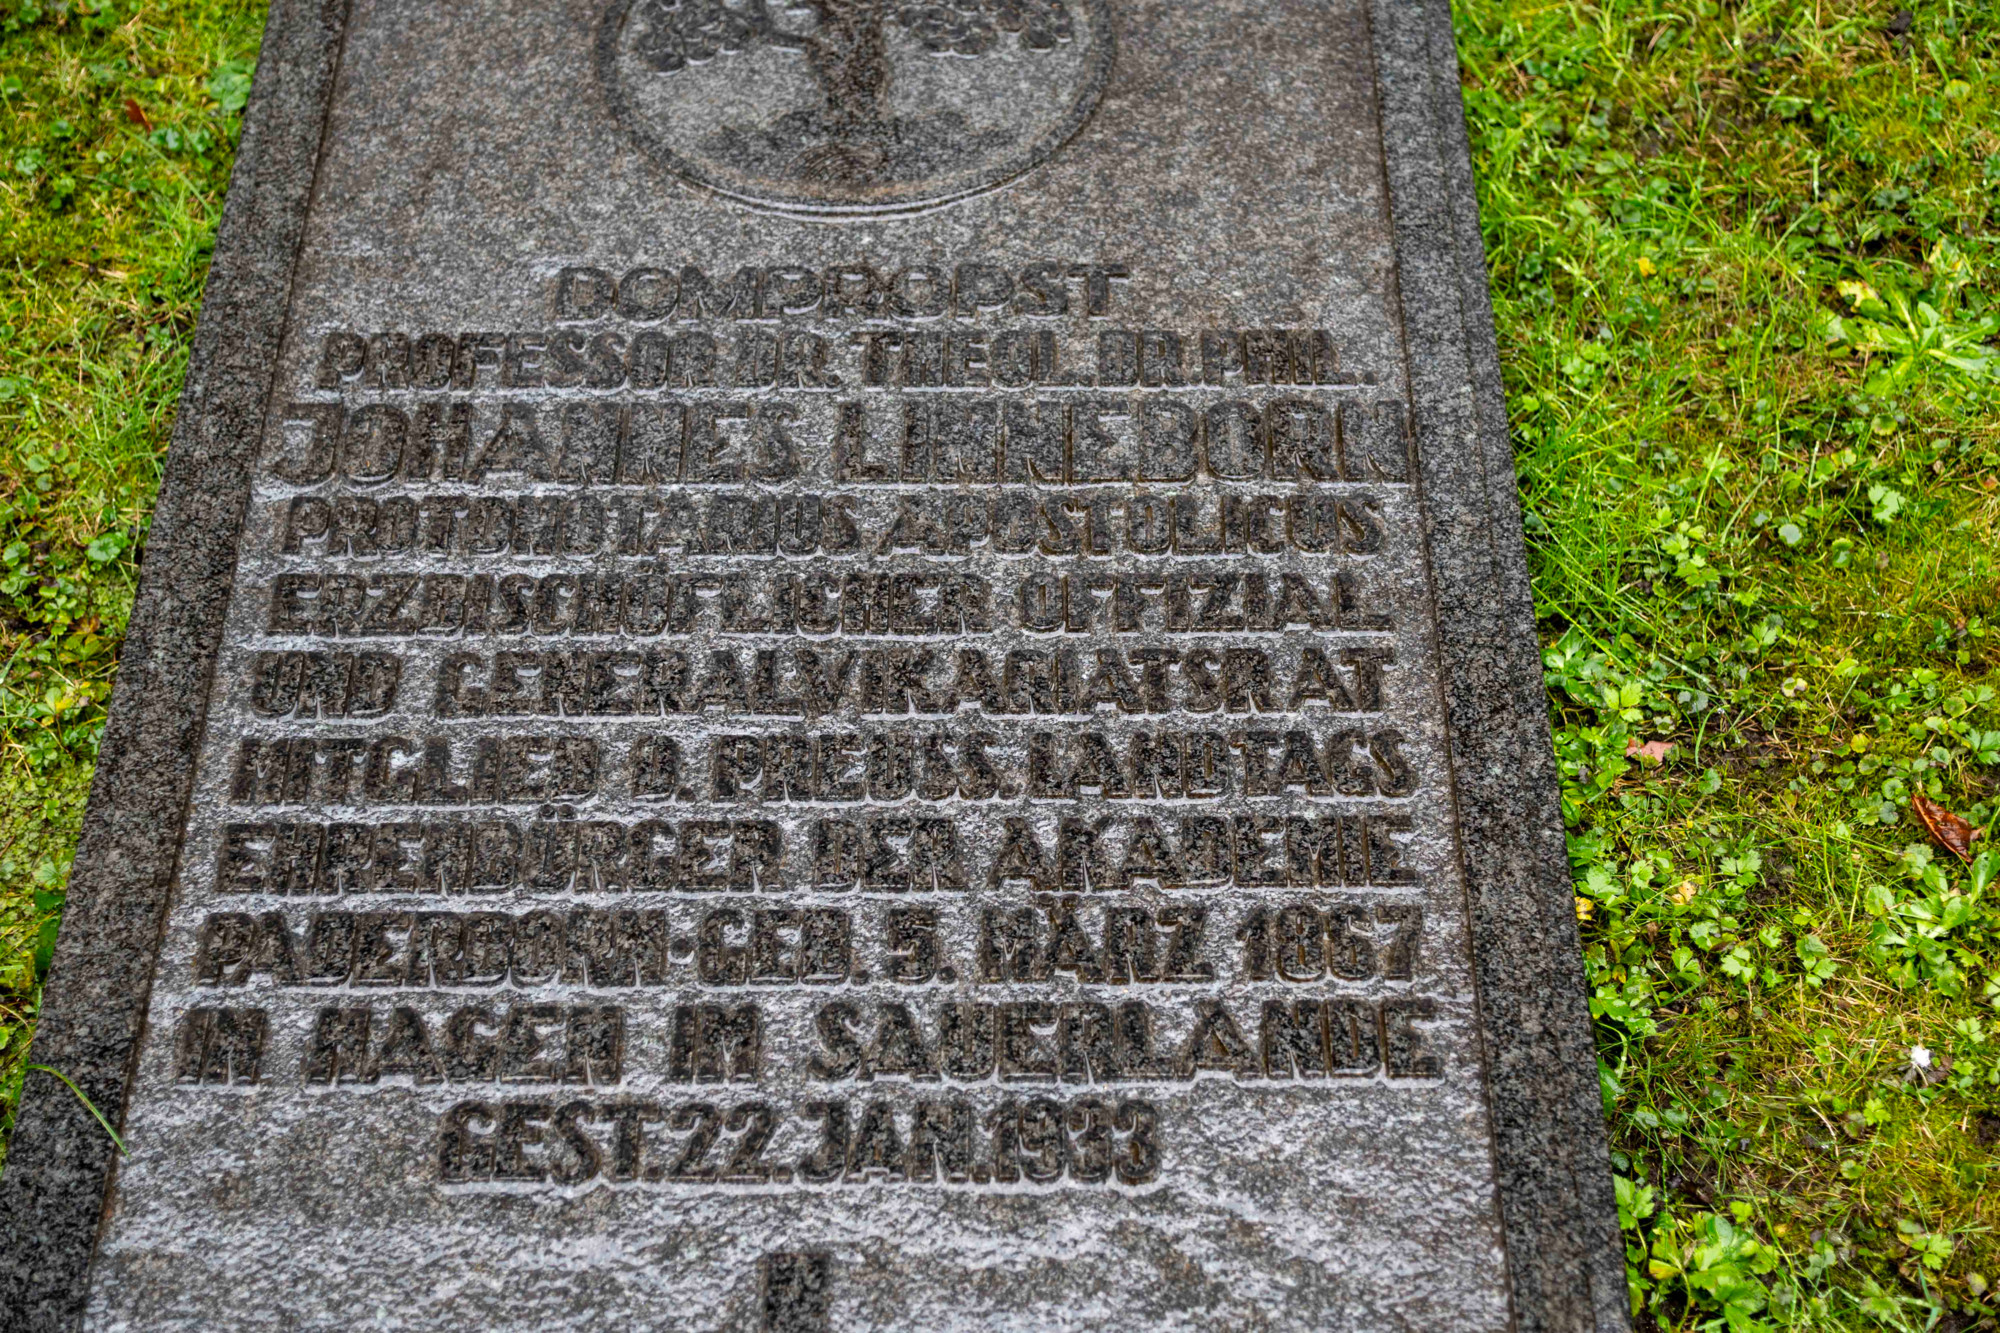 DOMPROPST
PROFESSOR DR. THEOL. DR. PHIL.
JOHANNES LINNEBORN
PROTONOTARIUS APOSTOLICUS
ERZBISCHÖFLICHER OFFIZIAL
UND GENERALVIKARIATSRAT
MITGLIED D. PREUSS. LANDTAGS
EHRENBÜRGER DER AKADEMIE
PADERBORN · GEB. 5. MÄRZ 1867
IN HAGEN IM SAUERLANDE
GEST. 22. JAN. 1933